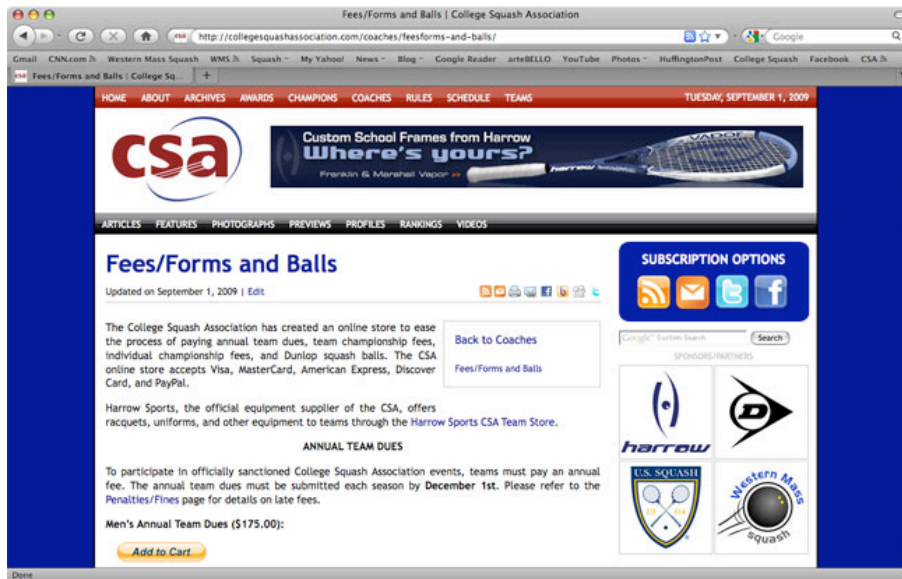 Fees/Forms and Balls | College Squash Association
http://collegesquashassociation.com/coaches/feesforms-and-balls/
Google
Gmail CNN.com Western Mass Squash WMS Squash My Yahoo! News Blog Google Reader arteBELLO YouTube Photos HuffingtonPost College Squash Facebook CSA
Fees/Forms and Balls | College Sq... +
HOME ABOUT ARCHIVES AWARDS CHAMPIONS COACHES RULES SCHEDULE TEAMS TUESDAY, SEPTEMBER 1, 2009
csa
Custom School Frames from Harrow
Where's yours?
Franklin & Marshall Vapor
VAPOR
harrow
ARTICLES FEATURES PHOTOGRAPHS PREVIEWS PROFILES RANKINGS VIDEOS
Fees/Forms and Balls
Updated on September 1, 2009 | Edit
The College Squash Association has created an online store to ease
the process of paying annual team dues, team championship fees,
individual championship fees, and Dunlop squash balls. The CSA
online store accepts Visa, MasterCard, American Express, Discover
Card, and PayPal.
Back to Coaches
Fees/Forms and Balls
Harrow Sports, the official equipment supplier of the CSA, offers
racquets, uniforms, and other equipment to teams through the Harrow Sports CSA Team Store.
ANNUAL TEAM DUES
To participate in officially sanctioned College Squash Association events, teams must pay an annual
fee. The annual team dues must be submitted each season by December 1st. Please refer to the
Penalties/Fines page for details on late fees.
Men's Annual Team Dues ($175.00):
Add to Cart
SUBSCRIPTION OPTIONS
Google Custom Search Search
SPONSORS/PARTNERS
harrow
U.S. SQUASH
19 04
Western Mass
squash
Done